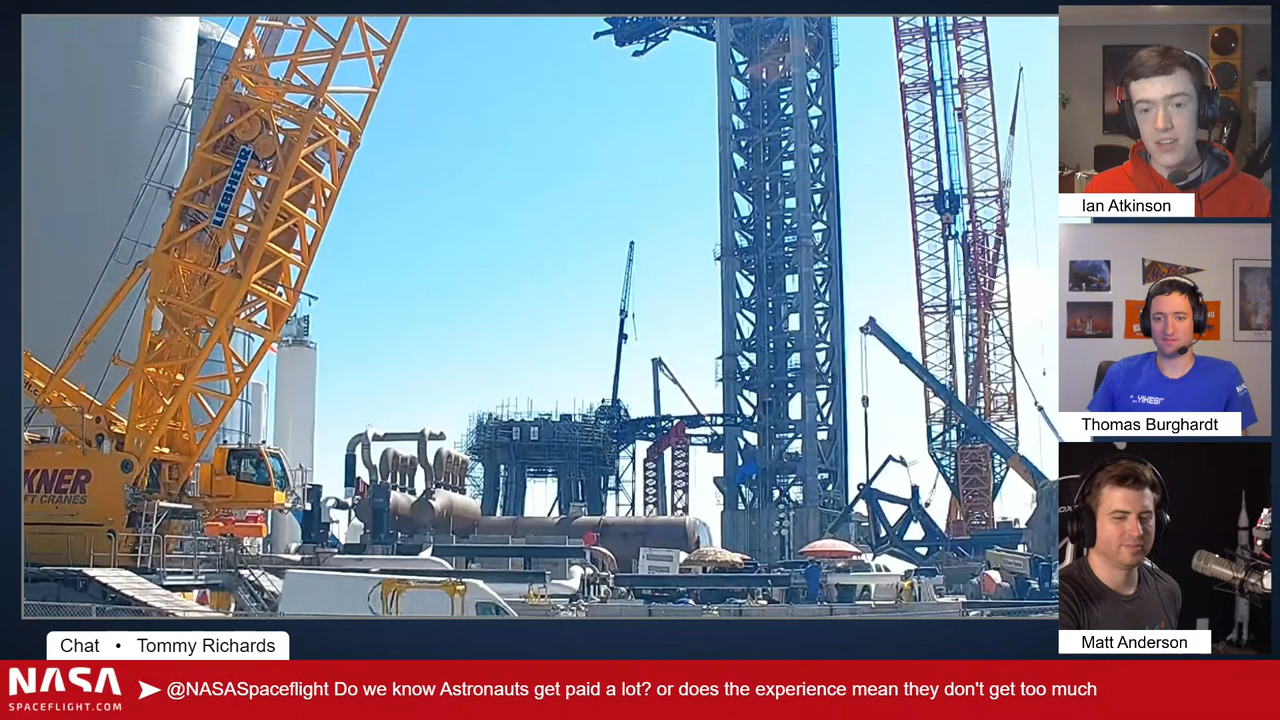 LIEBHERR
KNER
FT CRANES
Ian Atkinson
...YIKES!
Thomas Burghardt
Matt Anderson
Chat • Tommy Richards
NASA
SPACEFLIGHT.COM
@NASASpaceflight Do we know Astronauts get paid a lot? or does the experience mean they don't get too much